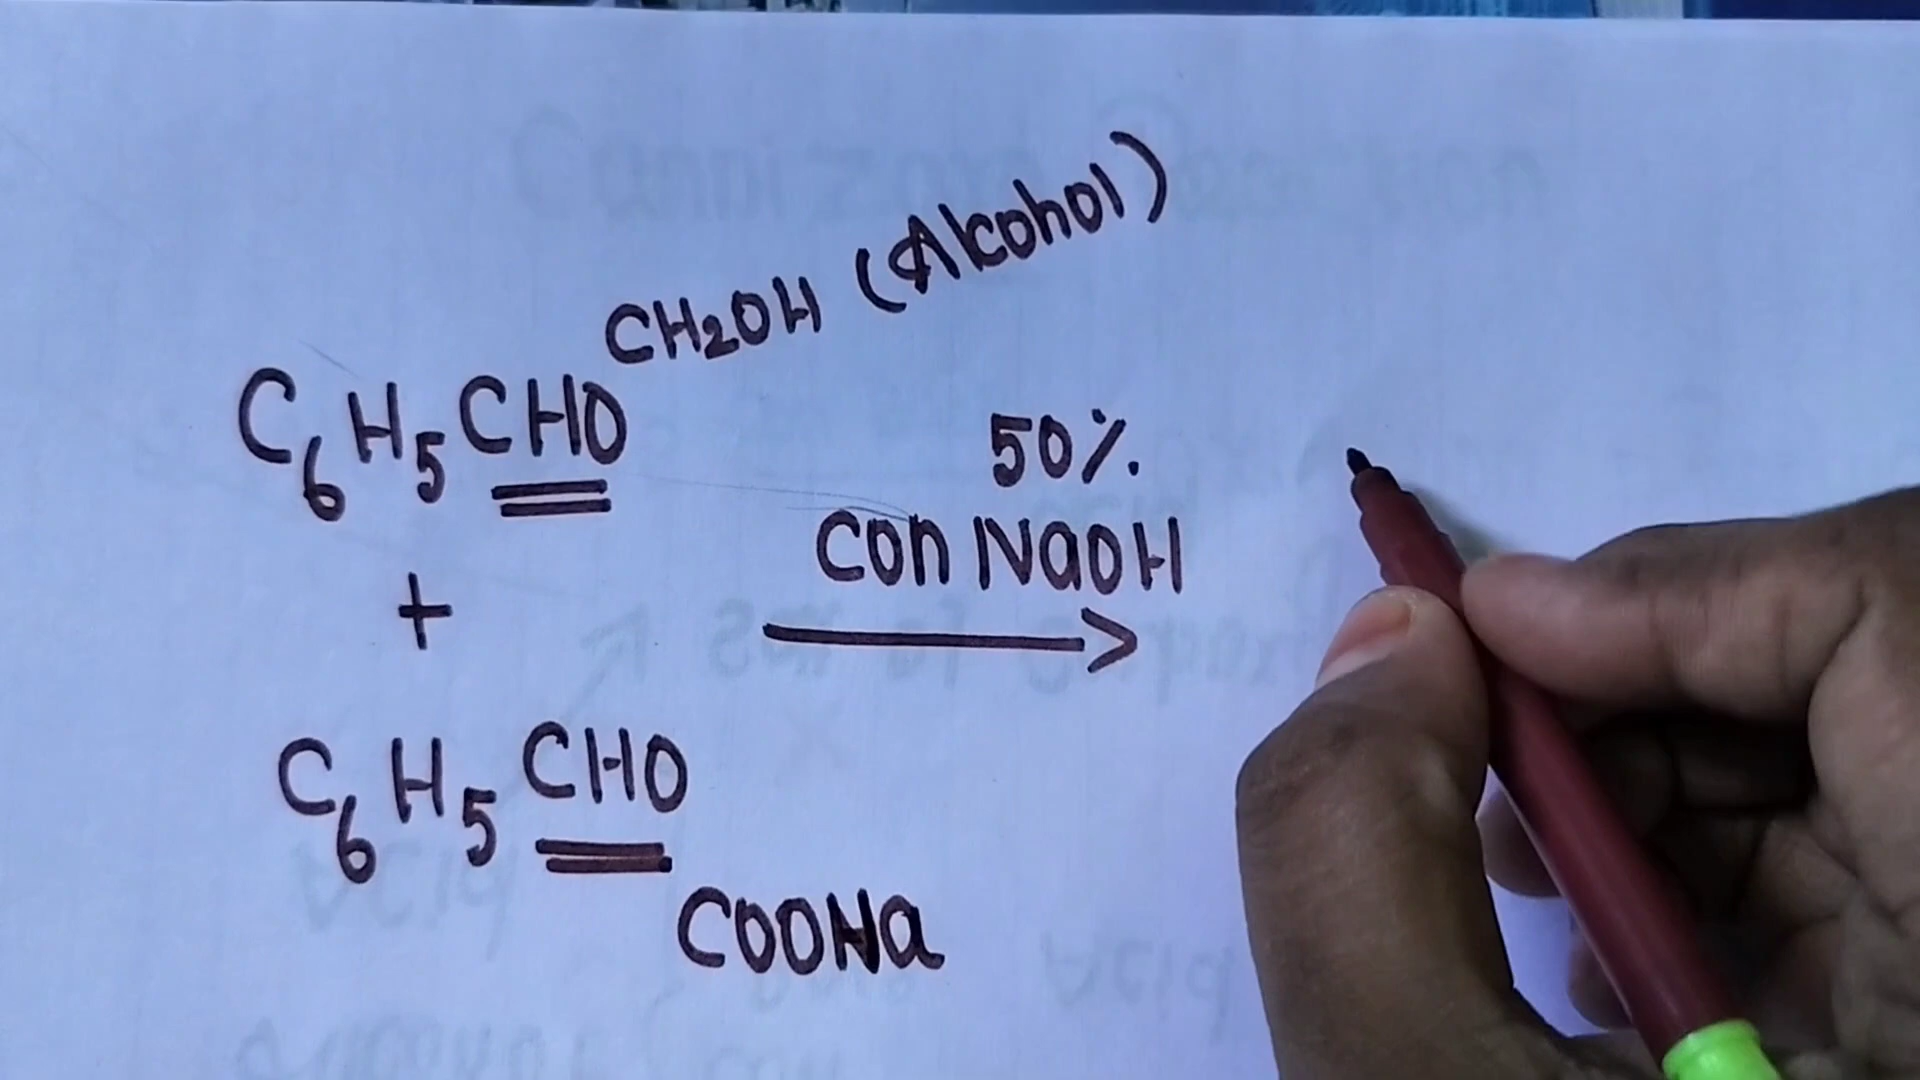 CH₂OH (Alcohol)
C₆H₅CHO
50%
Con NaOH
+
C₆H₅CHO
COONa